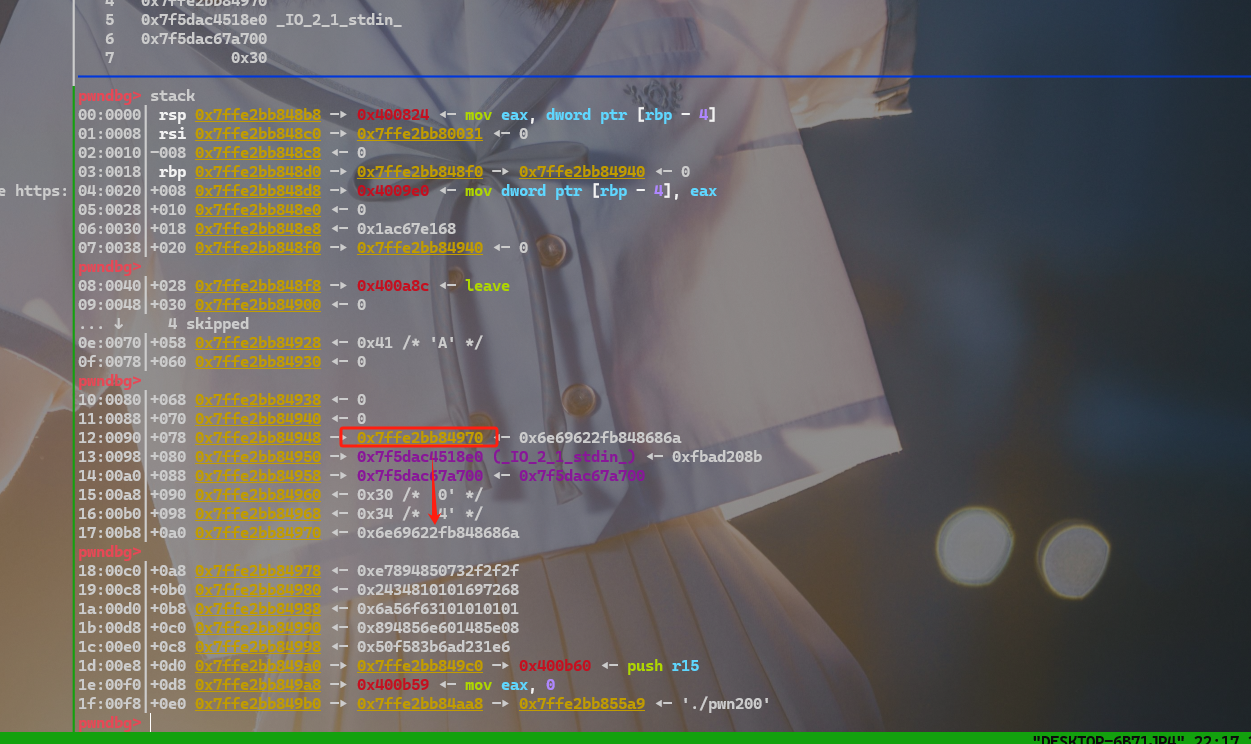 4   0x7ffe2bb84970
5   0x7f5dac4518e0 _IO_2_1_stdin_
6   0x7f5dac67a700
7             0x30
pwndbg> stack
00:0000│ rsp 0x7ffe2bb848b8 —▸ 0x400824 ◂— mov eax, dword ptr [rbp - 4]
01:0008│ rsi 0x7ffe2bb848c0 —▸ 0x7ffe2bb80031 ◂— 0
02:0010│-008 0x7ffe2bb848c8 ◂— 0
03:0018│ rbp 0x7ffe2bb848d0 —▸ 0x7ffe2bb848f0 —▸ 0x7ffe2bb84940 ◂— 0
e https: 04:0020│+008 0x7ffe2bb848d8 —▸ 0x4009e0 ◂— mov dword ptr [rbp - 4], eax
05:0028│+010 0x7ffe2bb848e0 ◂— 0
06:0030│+018 0x7ffe2bb848e8 ◂— 0x1ac67e168
07:0038│+020 0x7ffe2bb848f0 —▸ 0x7ffe2bb84940 ◂— 0
pwndbg>
08:0040│+028 0x7ffe2bb848f8 —▸ 0x400a8c ◂— leave
09:0048│+030 0x7ffe2bb84900 ◂— 0
... ↓     4 skipped
0e:0070│+058 0x7ffe2bb84928 ◂— 0x41 /* 'A' */
0f:0078│+060 0x7ffe2bb84930 ◂— 0
pwndbg>
10:0080│+068 0x7ffe2bb84938 ◂— 0
11:0088│+070 0x7ffe2bb84940 ◂— 0
12:0090│+078 0x7ffe2bb84948 —▸ 0x7ffe2bb84970 ◂— 0x6e69622fb848686a
13:0098│+080 0x7ffe2bb84950 —▸ 0x7f5dac4518e0 (_IO_2_1_stdin_) ◂— 0xfbad208b
14:00a0│+088 0x7ffe2bb84958 —▸ 0x7f5dac67a700 ◂— 0x7f5dac67a700
15:00a8│+090 0x7ffe2bb84960 ◂— 0x30 /* '0' */
16:00b0│+098 0x7ffe2bb84968 ◂— 0x34 /* '4' */
17:00b8│+0a0 0x7ffe2bb84970 ◂— 0x6e69622fb848686a
pwndbg>
18:00c0│+0a8 0x7ffe2bb84978 ◂— 0xe7894850732f2f2f
19:00c8│+0b0 0x7ffe2bb84980 ◂— 0x2434810101697268
1a:00d0│+0b8 0x7ffe2bb84988 ◂— 0x6a56f63101010101
1b:00d8│+0c0 0x7ffe2bb84990 ◂— 0x894856e601485e08
1c:00e0│+0c8 0x7ffe2bb84998 ◂— 0x50f583b6ad231e6
1d:00e8│+0d0 0x7ffe2bb849a0 —▸ 0x7ffe2bb849c0 —▸ 0x400b60 ◂— push r15
1e:00f0│+0d8 0x7ffe2bb849a8 —▸ 0x400b59 ◂— mov eax, 0
1f:00f8│+0e0 0x7ffe2bb849b0 —▸ 0x7ffe2bb84aa8 —▸ 0x7ffe2bb855a9 ◂— './pwn200'
pwndbg>
"DESKTOP-6B71JP4" 22:17